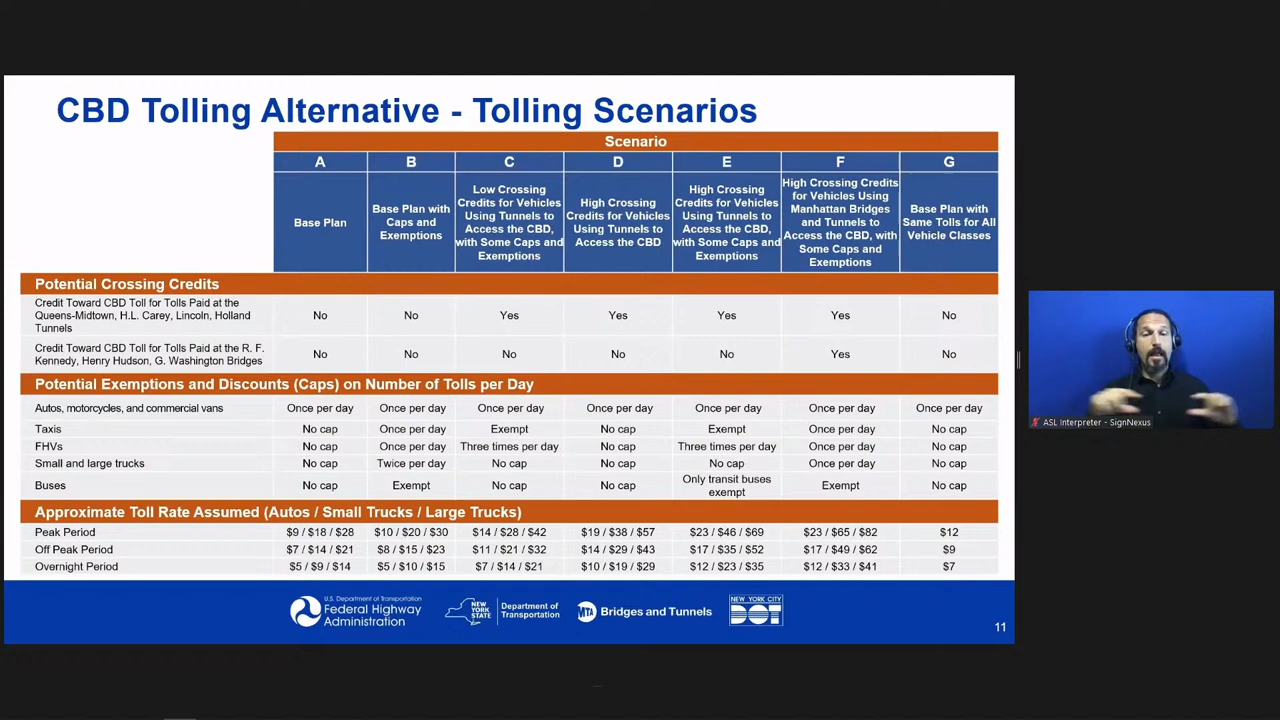 CBD Tolling Alternative - Tolling Scenarios
Scenario
A B C D E F G
Base Plan
Base Plan with
Caps and
Exemptions
Low Crossing
Credits for Vehicles
Using Tunnels to
Access the CBD,
with Some Caps and
Exemptions
High Crossing
Credits for Vehicles
Using Tunnels to
Access the CBD
High Crossing
Credits for Vehicles
Using Tunnels to
Access the CBD,
with Some Caps and
Exemptions
High Crossing Credits
for Vehicles Using
Manhattan Bridges
and Tunnels to
Access the CBD, with
Some Caps and
Exemptions
Base Plan with
Same Tolls for All
Vehicle Classes
Potential Crossing Credits
Credit Toward CBD Toll for Tolls Paid at the
Queens-Midtown, H.L. Carey, Lincoln, Holland
Tunnels
No No Yes Yes Yes Yes No
Credit Toward CBD Toll for Tolls Paid at the R. F.
Kennedy, Henry Hudson, G. Washington Bridges
No No No No No Yes No
Potential Exemptions and Discounts (Caps) on Number of Tolls per Day
Autos, motorcycles, and commercial vans Once per day Once per day Once per day Once per day Once per day Once per day Once per day
Taxis No cap Once per day Exempt No cap Exempt Once per day No cap
FHVs No cap Once per day Three times per day No cap Three times per day Once per day No cap
Small and large trucks No cap Twice per day No cap No cap No cap Once per day No cap
Buses No cap Exempt No cap No cap Only transit buses
exempt Exempt No cap
Approximate Toll Rate Assumed (Autos / Small Trucks / Large Trucks)
Peak Period $9 / $18 / $28 $10 / $20 / $30 $14 / $28 / $42 $19 / $38 / $57 $23 / $46 / $69 $23 / $65 / $82 $12
Off Peak Period $7 / $14 / $21 $8 / $15 / $23 $11 / $21 / $32 $14 / $29 / $43 $17 / $35 / $52 $17 / $49 / $62 $9
Overnight Period $5 / $9 / $14 $5 / $10 / $15 $7 / $14 / $21 $10 / $19 / $29 $12 / $23 / $35 $12 / $33 / $41 $7
U.S. Department of Transportation
Federal Highway
Administration
NEW
YORK
STATE
Department of
Transportation
MTA Bridges and Tunnels
NEW YORK CITY
DOT
11
ASL Interpreter - SignNexus